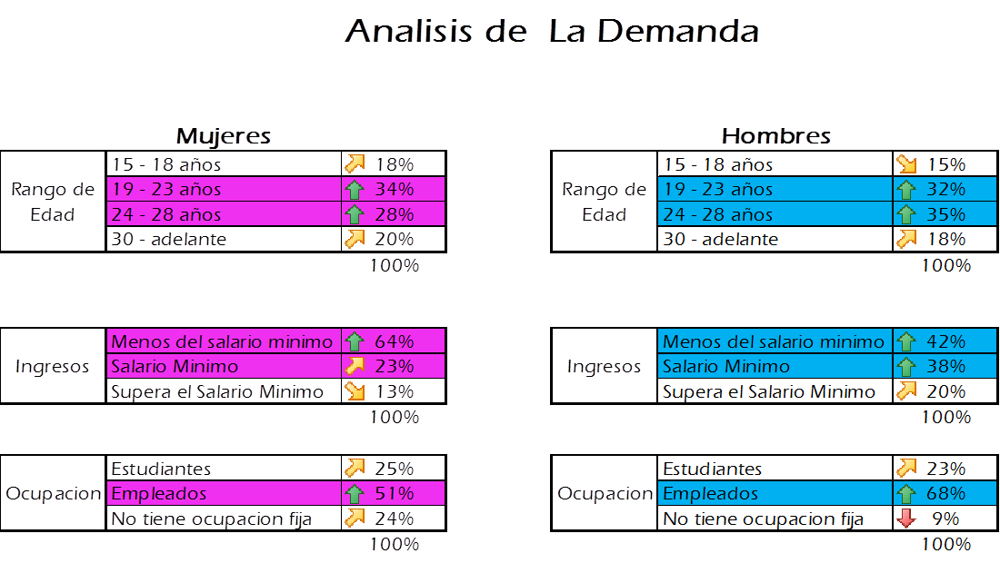 Analisis de La Demanda
Mujeres
Rango de Edad
15 - 18 años 18%
19 - 23 años 34%
24 - 28 años 28%
30 - adelante 20%
100%
Ingresos
Menos del salario minimo 64%
Salario Minimo 23%
Supera el Salario Minimo 13%
100%
Ocupacion
Estudiantes 25%
Empleados 51%
No tiene ocupacion fija 24%
100%
Hombres
Rango de Edad
15 - 18 años 15%
19 - 23 años 32%
24 - 28 años 35%
30 - adelante 18%
100%
Ingresos
Menos del salario minimo 42%
Salario Minimo 38%
Supera el Salario Minimo 20%
100%
Ocupacion
Estudiantes 23%
Empleados 68%
No tiene ocupacion fija 9%
100%